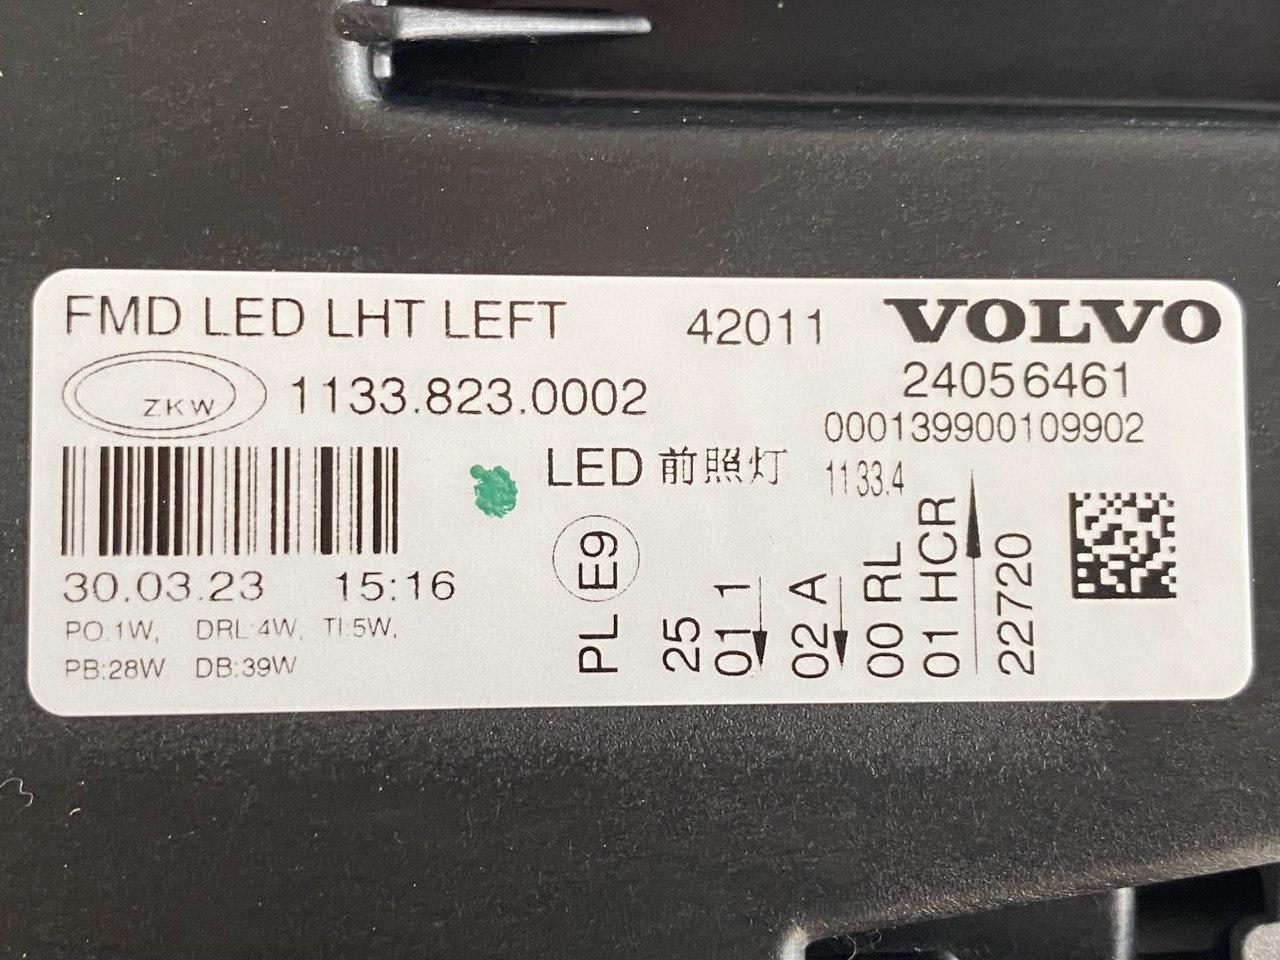 FMD LED LHT LEFT 42011 VOLVO
ZKW 1133.823.0002 24056461
000139900109902
LED 前照灯 1133.4
30.03.23 15:16
PO:1W, DRL:4W, TI:5W,
PB:28W DB:39W
PL E9
25
01 1
02 A
00 RL
01 HCR
22720